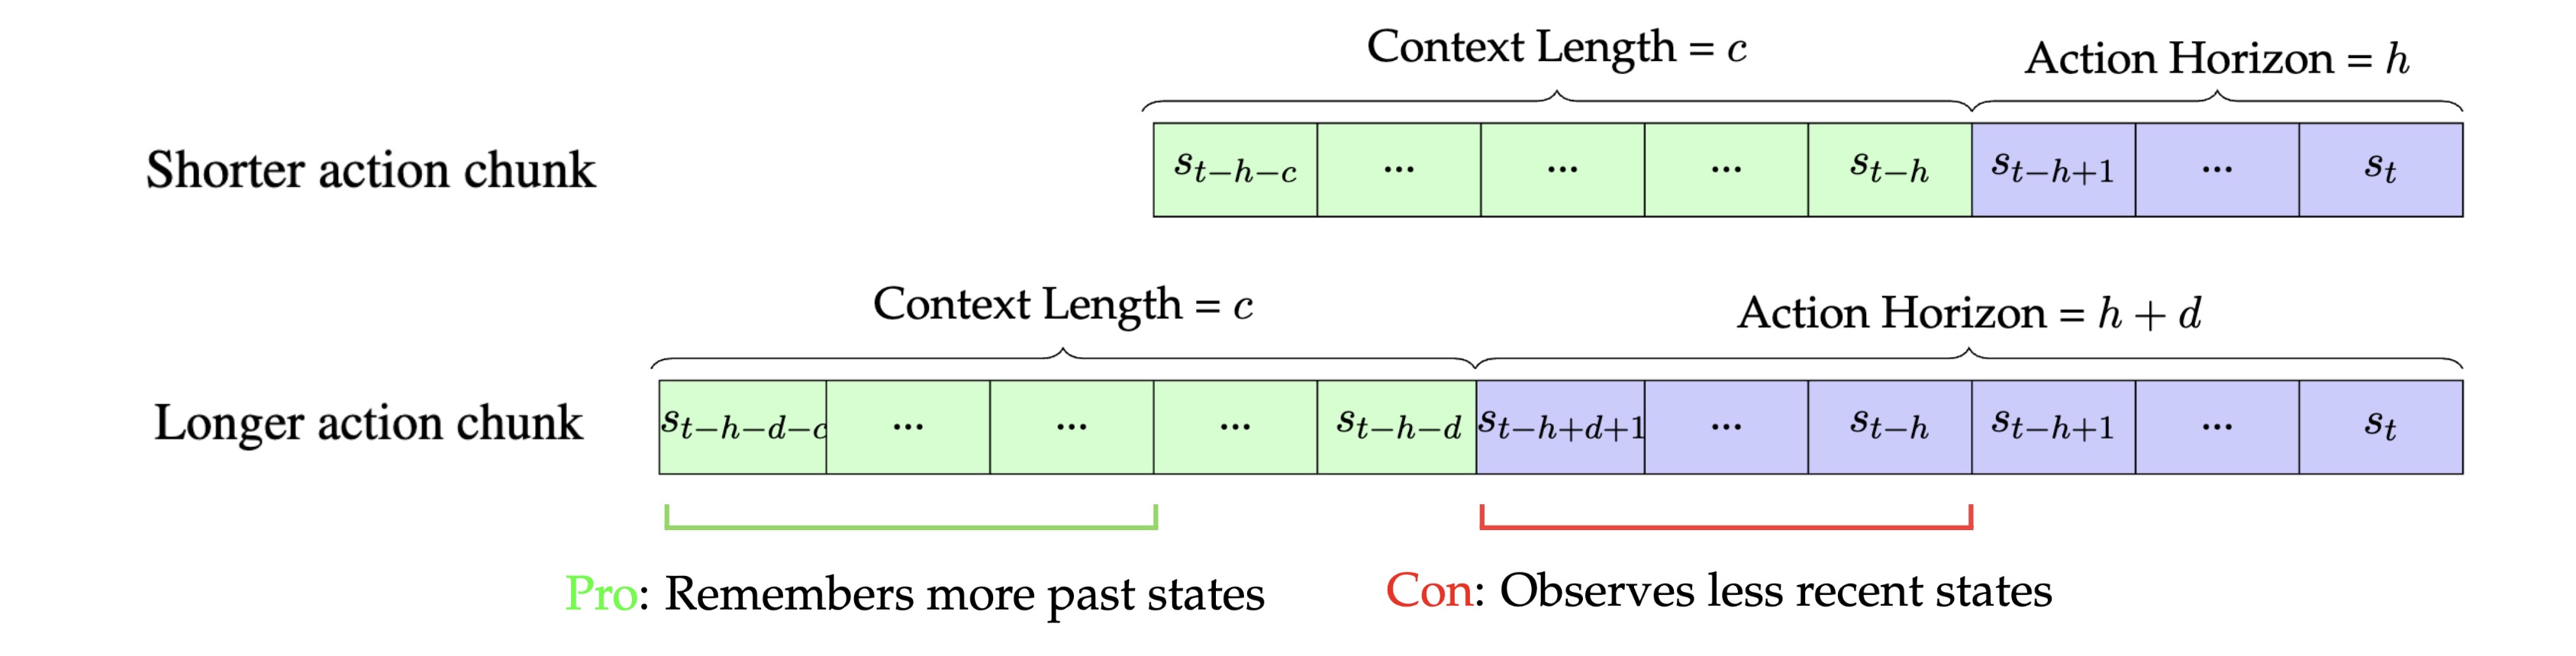 Context Length = c
Action Horizon = h
Shorter action chunk
s_{t−h−c} ... ... ... s_{t−h} s_{t−h+1} ... s_t
Context Length = c
Action Horizon = h + d
Longer action chunk
s_{t−h−d−c} ... ... ... s_{t−h−d} s_{t−h+d+1} ... s_{t−h} s_{t−h+1} ... s_t
Pro: Remembers more past states
Con: Observes less recent states